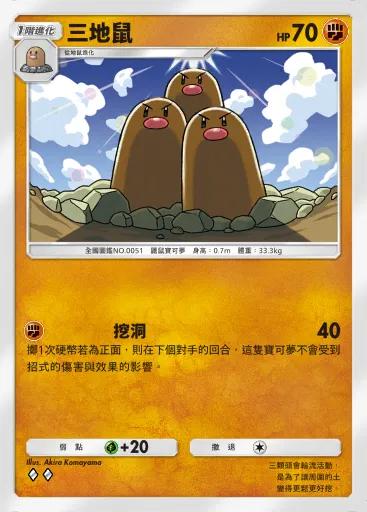 1階進化 三地鼠 HP 70
從地鼠進化
全國圖鑑NO.0051 鼴鼠寶可夢 身高：0.7m 體重：33.3kg
挖洞 40
擲1次硬幣若為正面，則在下個對手的回合，這隻寶可夢不會受到
招式的傷害與效果的影響。
弱點 +20 撤退
Illus. Akira Komayama
三顆頭會輪流活動，
是為了讓周圍的土
變得更鬆更好挖。